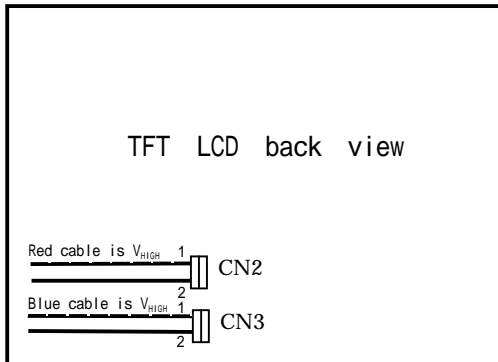 TFT LCD back view
Red cable is VHIGH 1
CN2
2
Blue cable is VHIGH 1
CN3
2